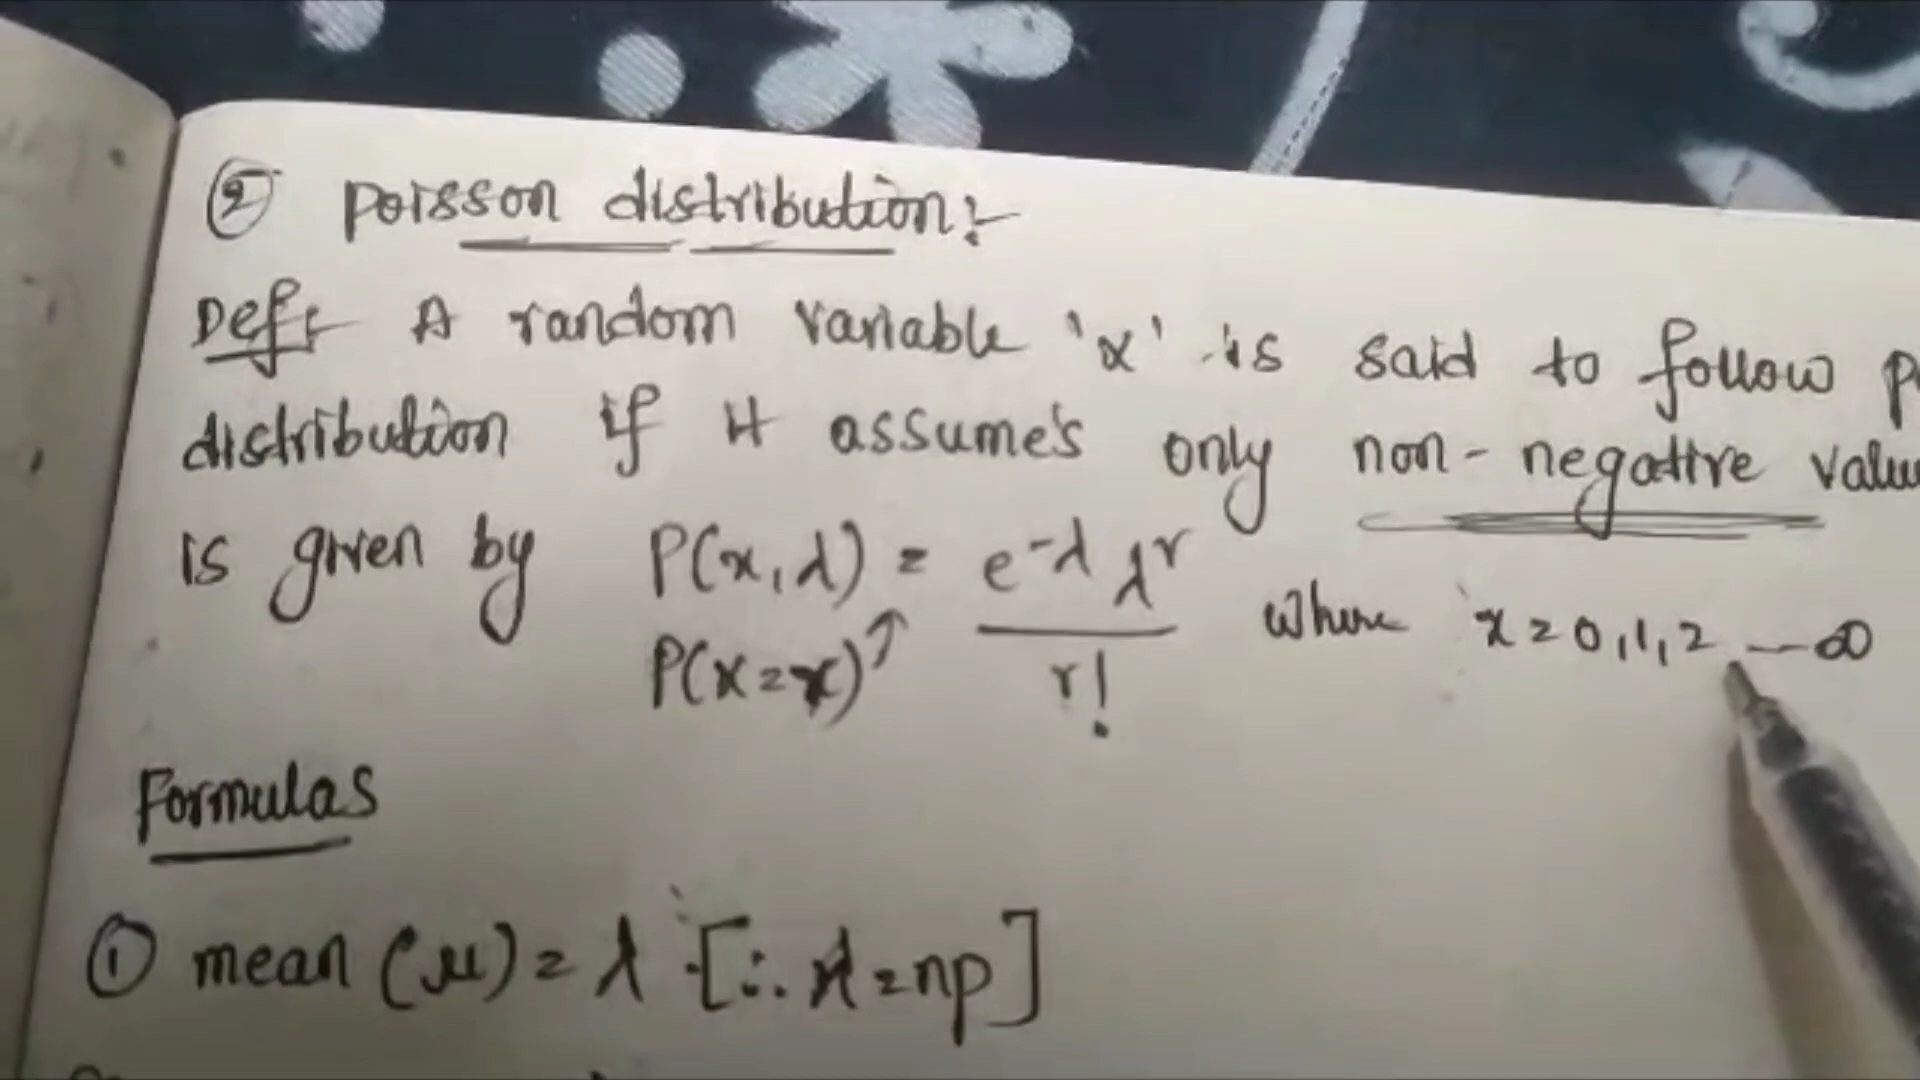 ② Poisson distribution:-
Def:- A random variable 'x' is said to follow
distribution if it assume's only non-negative
is given by P(x,λ) = e^-λ λ^r / r! where x=0,1,2 --- ∞
P(X=x)↗
Formulas
① mean (μ) = λ [∴ λ=np]